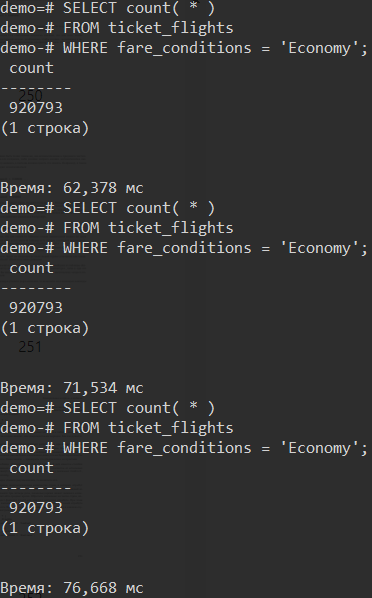 demo=# SELECT count( * )
demo-# FROM ticket_flights
demo-# WHERE fare_conditions = 'Economy';
count
--------
250
920793
(1 строка)
Время: 62,378 мс
demo=# SELECT count( * )
demo-# FROM ticket_flights
demo-# WHERE fare_conditions = 'Economy';
count
--------
920793
(1 строка)
251
Время: 71,534 мс
demo=# SELECT count( * )
demo-# FROM ticket_flights
demo-# WHERE fare_conditions = 'Economy';
count
--------
920793
(1 строка)
Время: 76,668 мс